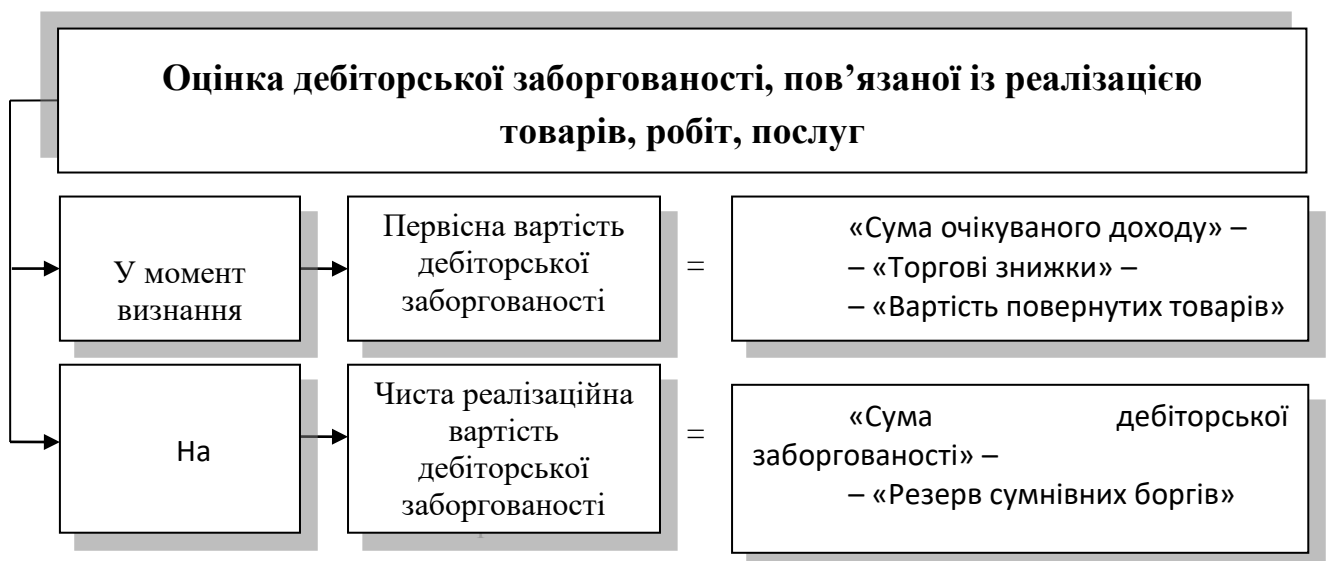 Оцінка дебіторської заборгованості, пов’язаної із реалізацією
товарів, робіт, послуг
У момент
визнання
Первісна вартість
дебіторської
заборгованості
=
«Сума очікуваного доходу» –
– «Торгові знижки» –
– «Вартість повернутих товарів»
На
Чиста реалізаційна
вартість
дебіторської
заборгованості
=
«Сума дебіторської
заборгованості» –
– «Резерв сумнівних боргів»